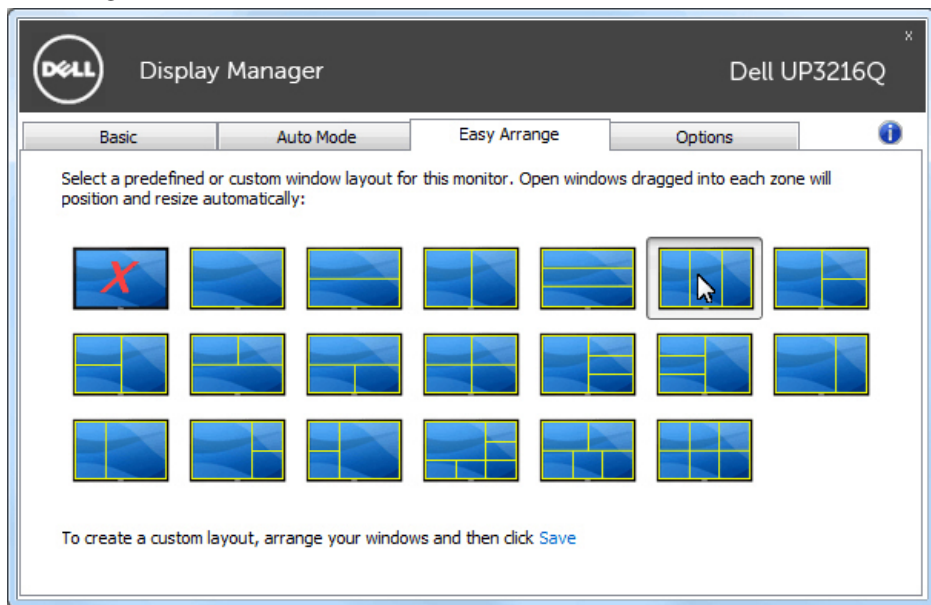 DELL
Display Manager
Dell UP3216Q
x
Basic
Auto Mode
Easy Arrange
Options
i
Select a predefined or custom window layout for this monitor. Open windows dragged into each zone will
position and resize automatically:
X
To create a custom layout, arrange your windows and then click Save